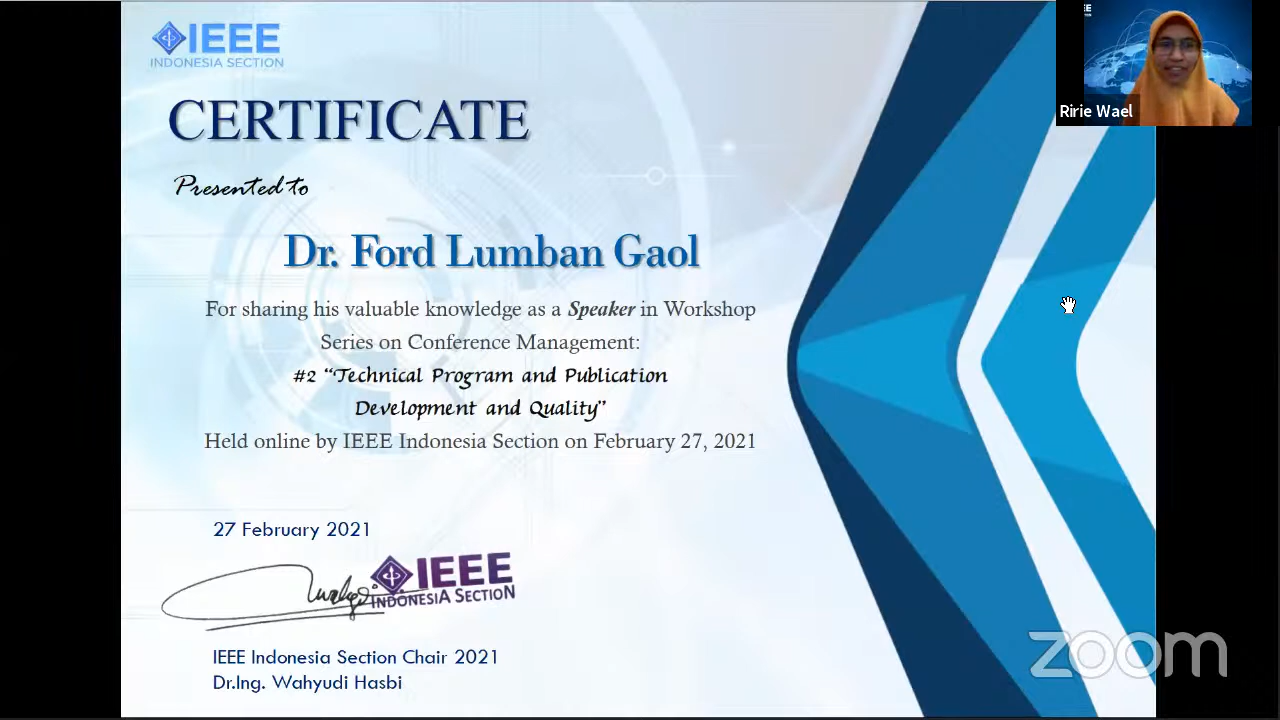 IEEE
INDONESIA SECTION
CERTIFICATE
Presented to
Dr. Ford Lumban Gaol
For sharing his valuable knowledge as a Speaker in Workshop
Series on Conference Management:
#2 “Technical Program and Publication
Development and Quality”
Held online by IEEE Indonesia Section on February 27, 2021
27 February 2021
IEEE
INDONESIA SECTION
IEEE Indonesia Section Chair 2021
Dr.Ing. Wahyudi Hasbi
Ririe Wael
zoom